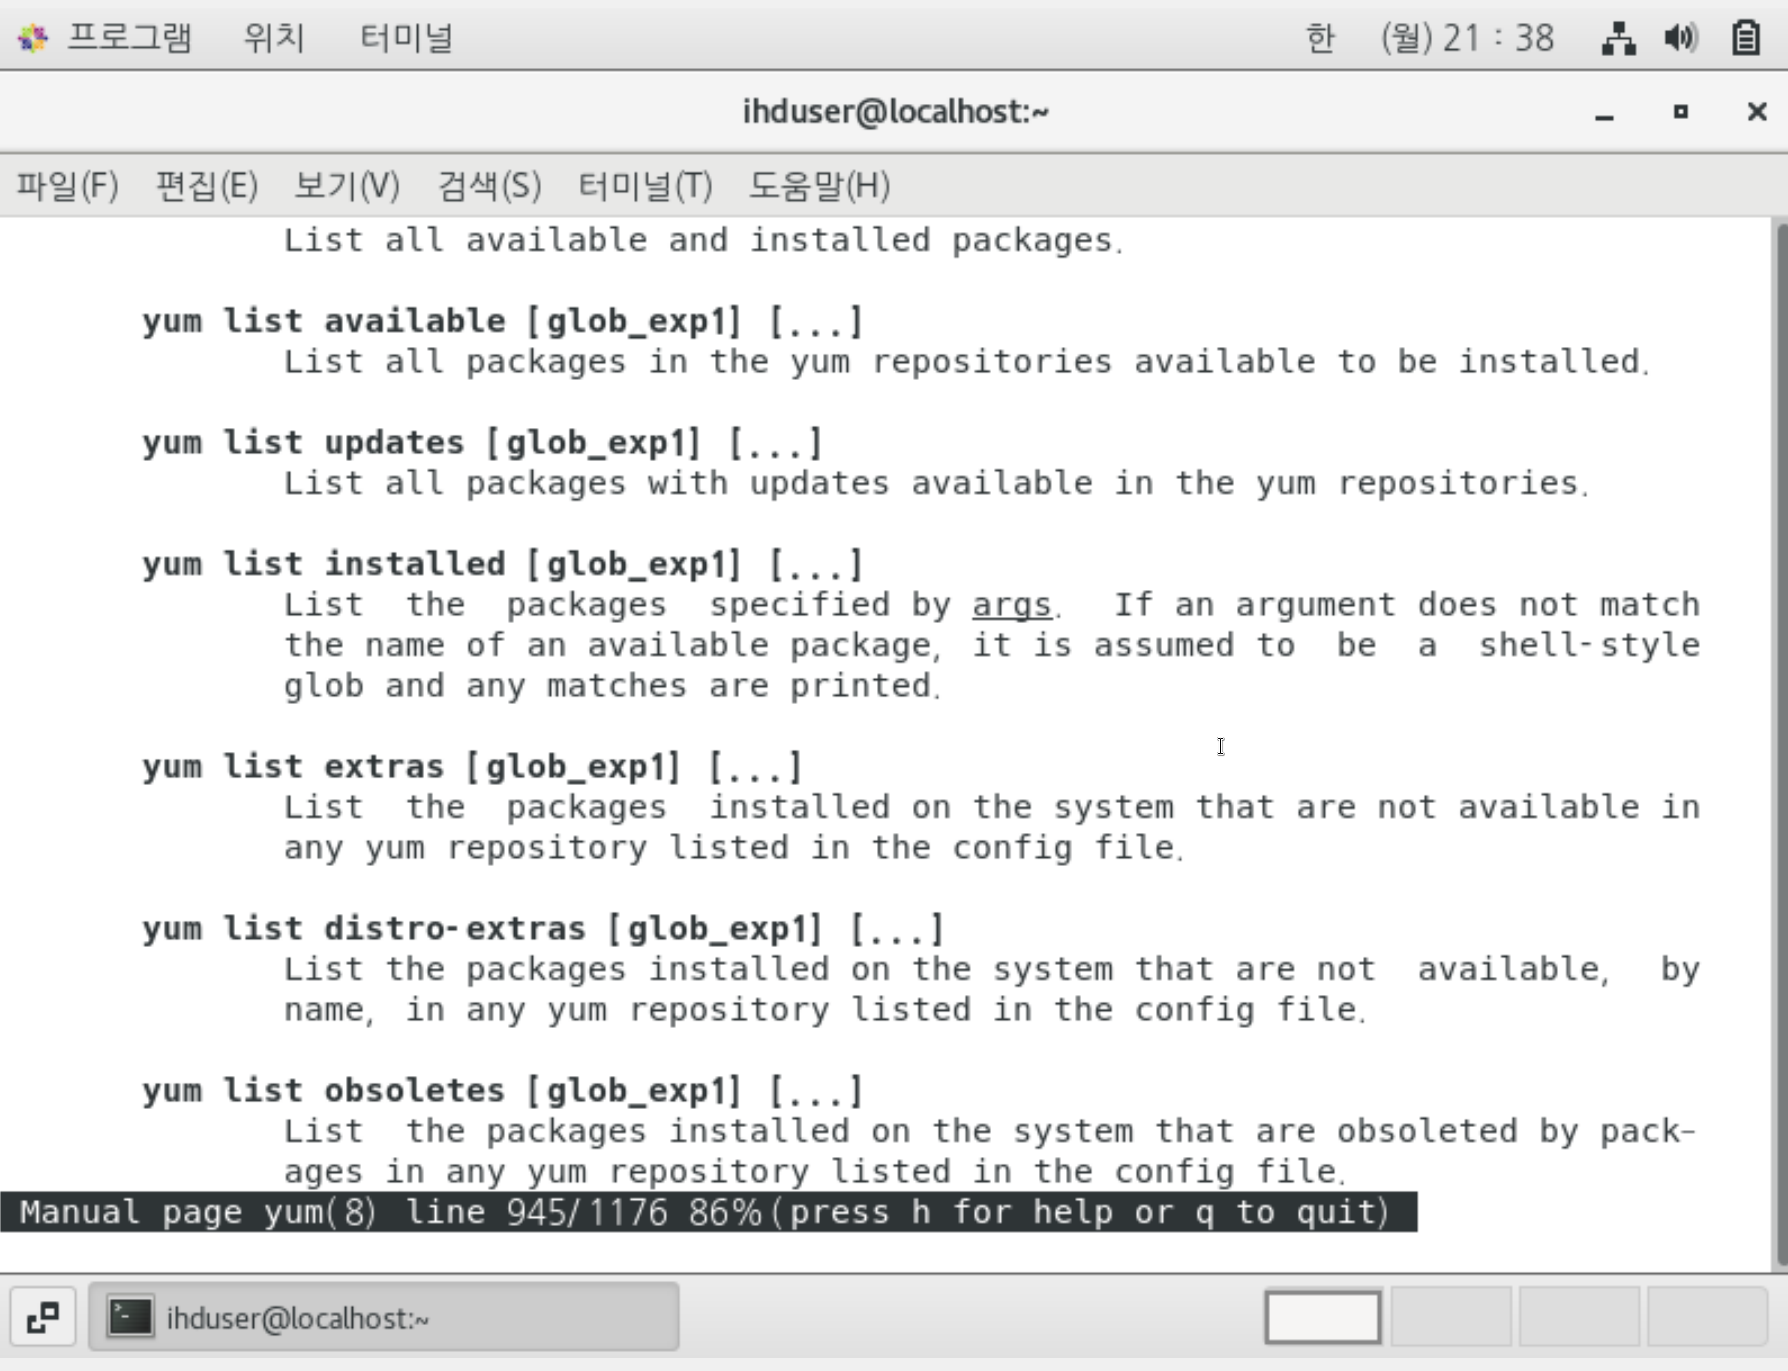 프로그램 위치 터미널 한 (월) 21 : 38
ihduser@localhost:~
파일(F) 편집(E) 보기(V) 검색(S) 터미널(T) 도움말(H)
List all available and installed packages.
yum list available [glob_exp1] [...]
List all packages in the yum repositories available to be installed.
yum list updates [glob_exp1] [...]
List all packages with updates available in the yum repositories.
yum list installed [glob_exp1] [...]
List  the  packages  specified by args.  If an argument does not match
the name of an available package, it is assumed to  be  a  shell-style
glob and any matches are printed.
yum list extras [glob_exp1] [...]
List  the  packages  installed on the system that are not available in
any yum repository listed in the config file.
yum list distro-extras [glob_exp1] [...]
List the packages installed on the system that are not  available,  by
name, in any yum repository listed in the config file.
yum list obsoletes [glob_exp1] [...]
List  the packages installed on the system that are obsoleted by pack-
ages in any yum repository listed in the config file.
Manual page yum(8) line 945/1176 86%(press h for help or q to quit)
ihduser@localhost:~